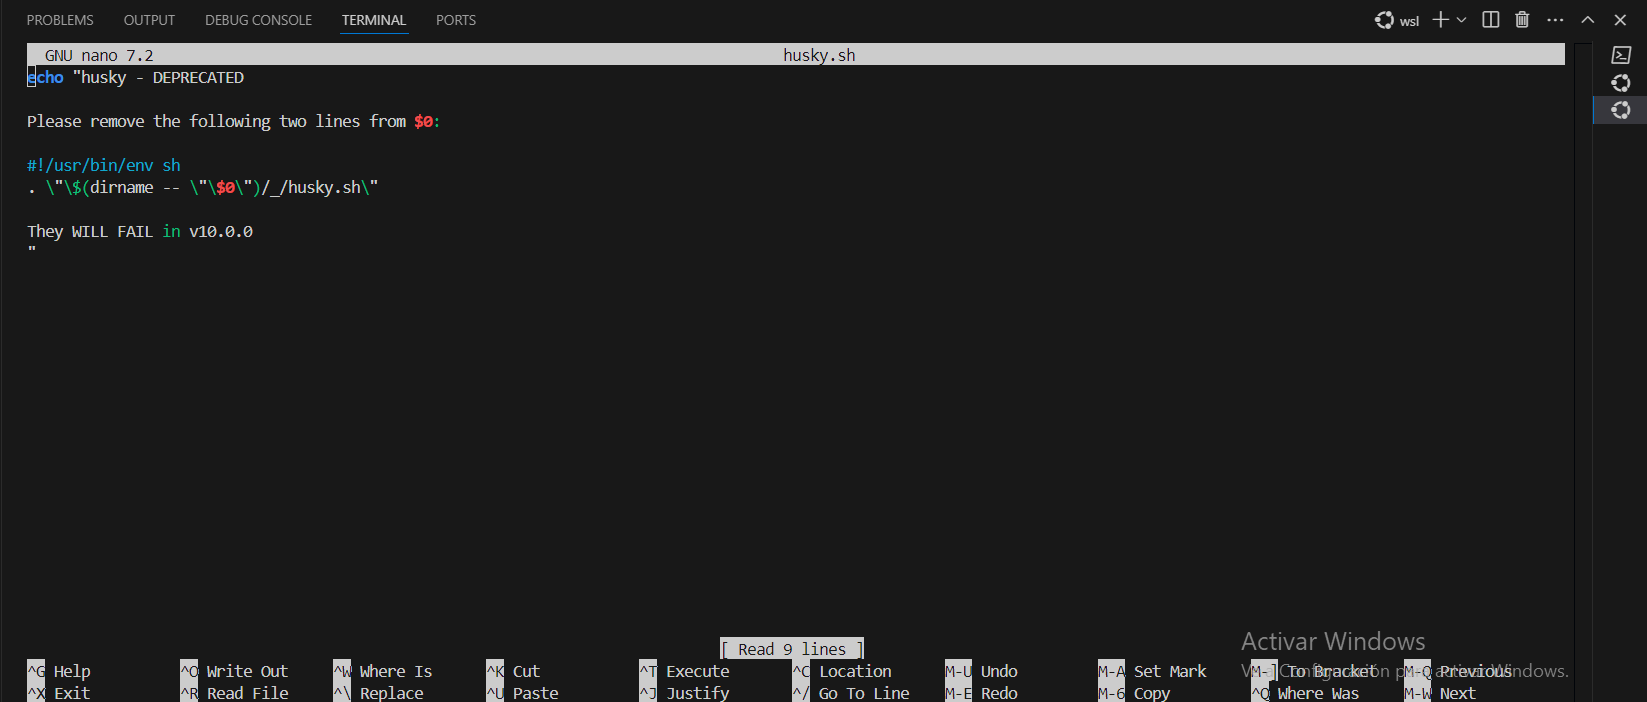 PROBLEMS OUTPUT DEBUG CONSOLE TERMINAL PORTS wsl
GNU nano 7.2 husky.sh
echo "husky - DEPRECATED
Please remove the following two lines from $0:
#!/usr/bin/env sh
. \"\$(dirname -- \"\$0\")/_/husky.sh\"
They WILL FAIL in v10.0.0
"
[ Read 9 lines ]
Activar Windows
^G Help ^O Write Out ^W Where Is ^K Cut ^T Execute ^C Location M-U Undo M-A Set Mark M-] To Bracket M-Q Previous
Ve a Configuración para activar Windows.
^X Exit ^R Read File ^\ Replace ^U Paste ^J Justify ^/ Go To Line M-E Redo M-6 Copy ^Q Where Was M-W Next